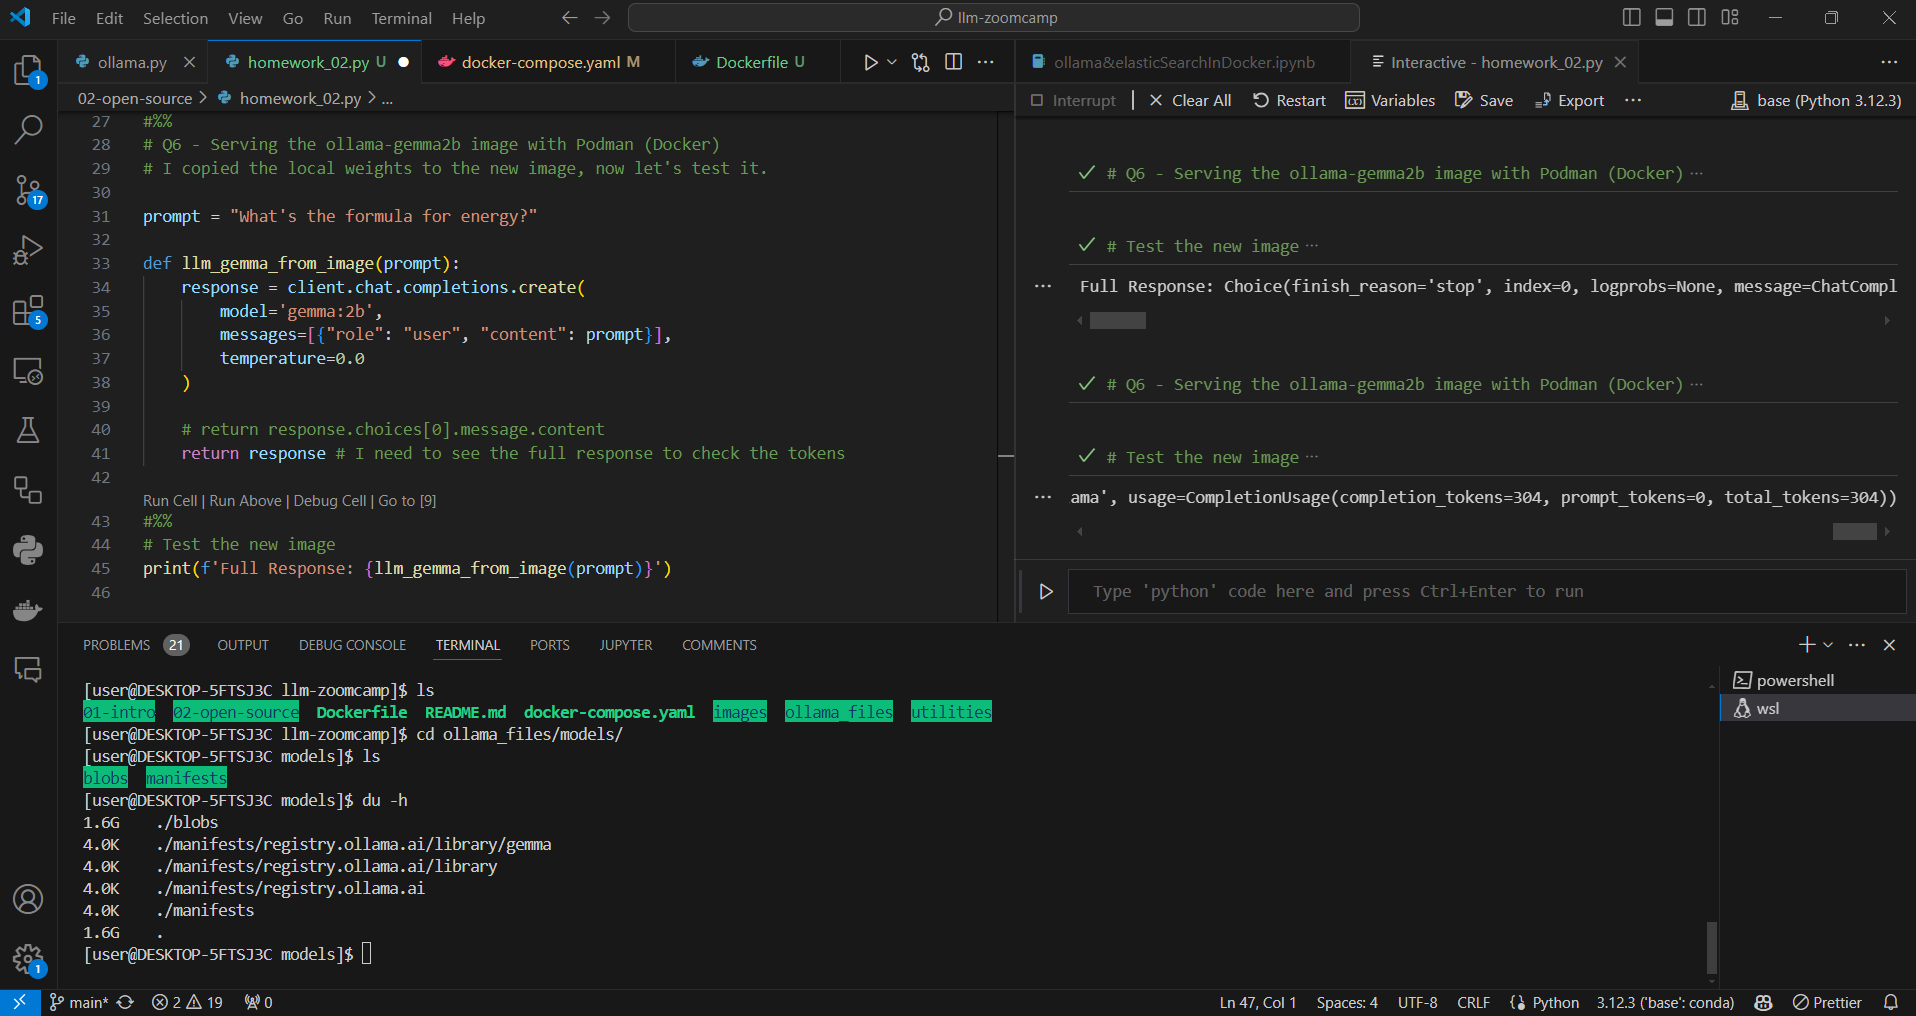 File Edit Selection View Go Run Terminal Help
llm-zoomcamp
ollama.py
homework_02.py U
docker-compose.yaml M
Dockerfile U
ollama&elasticSearchInDocker.ipynb
Interactive - homework_02.py
02-open-source > homework_02.py > ...
Interrupt | Clear All Restart Variables Save Export ... base (Python 3.12.3)
27 #%%
28 # Q6 - Serving the ollama-gemma2b image with Podman (Docker)
29 # I copied the local weights to the new image, now let's test it.
30
31 prompt = "What's the formula for energy?"
32
33 def llm_gemma_from_image(prompt):
34 response = client.chat.completions.create(
35 model='gemma:2b',
36 messages=[{"role": "user", "content": prompt}],
37 temperature=0.0
38 )
39
40 # return response.choices[0].message.content
41 return response # I need to see the full response to check the tokens
42
Run Cell | Run Above | Debug Cell | Go to [9]
43 #%%
44 # Test the new image
45 print(f'Full Response: {llm_gemma_from_image(prompt)}')
46
# Q6 - Serving the ollama-gemma2b image with Podman (Docker) ...
# Test the new image ...
... Full Response: Choice(finish_reason='stop', index=0, logprobs=None, message=ChatCompl
# Q6 - Serving the ollama-gemma2b image with Podman (Docker) ...
# Test the new image ...
... ama', usage=CompletionUsage(completion_tokens=304, prompt_tokens=0, total_tokens=304))
Type 'python' code here and press Ctrl+Enter to run
1
17
5
1
PROBLEMS 21 OUTPUT DEBUG CONSOLE TERMINAL PORTS JUPYTER COMMENTS
[user@DESKTOP-5FTSJ3C llm-zoomcamp]$ ls
01-intro 02-open-source Dockerfile README.md docker-compose.yaml images ollama_files utilities
[user@DESKTOP-5FTSJ3C llm-zoomcamp]$ cd ollama_files/models/
[user@DESKTOP-5FTSJ3C models]$ ls
blobs manifests
[user@DESKTOP-5FTSJ3C models]$ du -h
1.6G ./blobs
4.0K ./manifests/registry.ollama.ai/library/gemma
4.0K ./manifests/registry.ollama.ai/library
4.0K ./manifests/registry.ollama.ai
4.0K ./manifests
1.6G .
[user@DESKTOP-5FTSJ3C models]$
powershell
wsl
main* 2 19 0 Ln 47, Col 1 Spaces: 4 UTF-8 CRLF Python 3.12.3 ('base': conda) Prettier